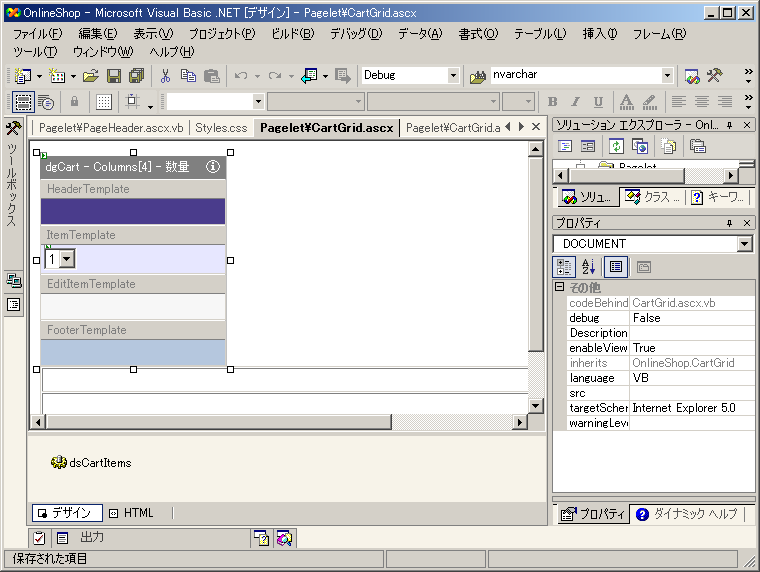 OnlineShop - Microsoft Visual Basic .NET [デザイン] - Pagelet¥CartGrid.ascx
ファイル(F) 編集(E) 表示(V) プロジェクト(P) ビルド(B) デバッグ(D) データ(A) 書式(O) テーブル(L) 挿入(I) フレーム(R)
ツール(T) ウィンドウ(W) ヘルプ(H)
Debug nvarchar
B I U A
Pagelet¥PageHeader.ascx.vb Styles.css Pagelet¥CartGrid.ascx Pagelet¥CartGrid.a
ツールボックス
dgCart - Columns[4] - 数量
HeaderTemplate
ItemTemplate
1
EditItemTemplate
FooterTemplate
dsCartItems
デザイン HTML
出力
保存された項目
ソリューション エクスプローラ - Onl...
Pagelet
ソリュ... クラス ... キーワ...
プロパティ
DOCUMENT
その他
codeBehind CartGrid.ascx.vb
debug False
Description
enableView True
inherits OnlineShop.CartGrid
language VB
src
targetScher Internet Explorer 5.0
warningLeve
プロパティ ダイナミック ヘルプ